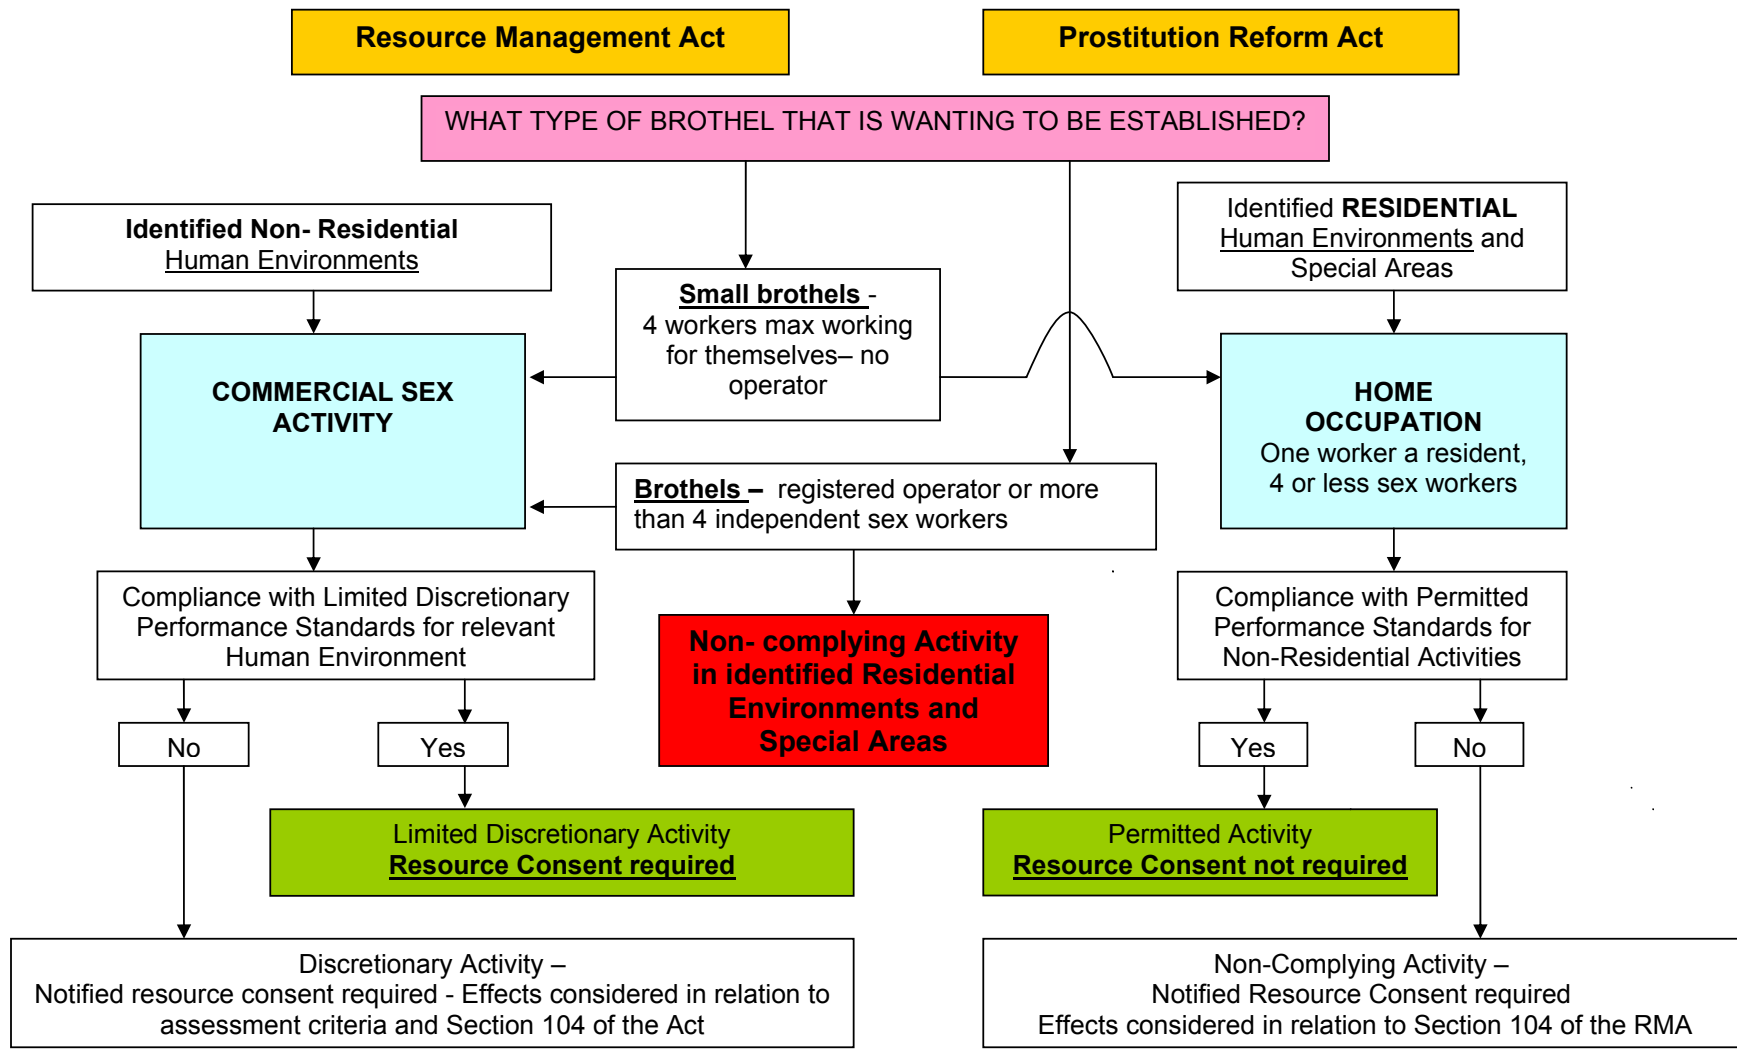 Resource Management Act
Prostitution Reform Act
WHAT TYPE OF BROTHEL THAT IS WANTING TO BE ESTABLISHED?
Identified Non- Residential
Human Environments
Identified RESIDENTIAL
Human Environments and
Special Areas
Small brothels -
4 workers max working
for themselves– no
operator
COMMERCIAL SEX
ACTIVITY
HOME
OCCUPATION
One worker a resident,
4 or less sex workers
Brothels – registered operator or more
than 4 independent sex workers
Compliance with Limited Discretionary
Performance Standards for relevant
Human Environment
Non- complying Activity
in identified Residential
Environments and
Special Areas
Compliance with Permitted
Performance Standards for
Non-Residential Activities
No
Yes
Yes
No
Limited Discretionary Activity
Resource Consent required
Permitted Activity
Resource Consent not required
Discretionary Activity –
Notified resource consent required - Effects considered in relation to
assessment criteria and Section 104 of the Act
Non-Complying Activity –
Notified Resource Consent required
Effects considered in relation to Section 104 of the RMA